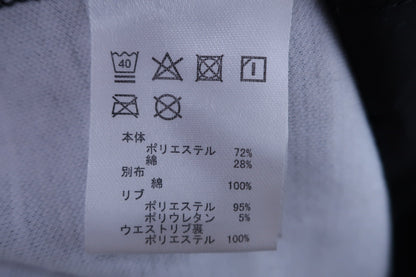 40
本体
ポリエステル 72%
綿 28%
別布
綿 100%
リブ
ポリエステル 95%
ポリウレタン 5%
ウエストリブ裏
ポリエステル 100%